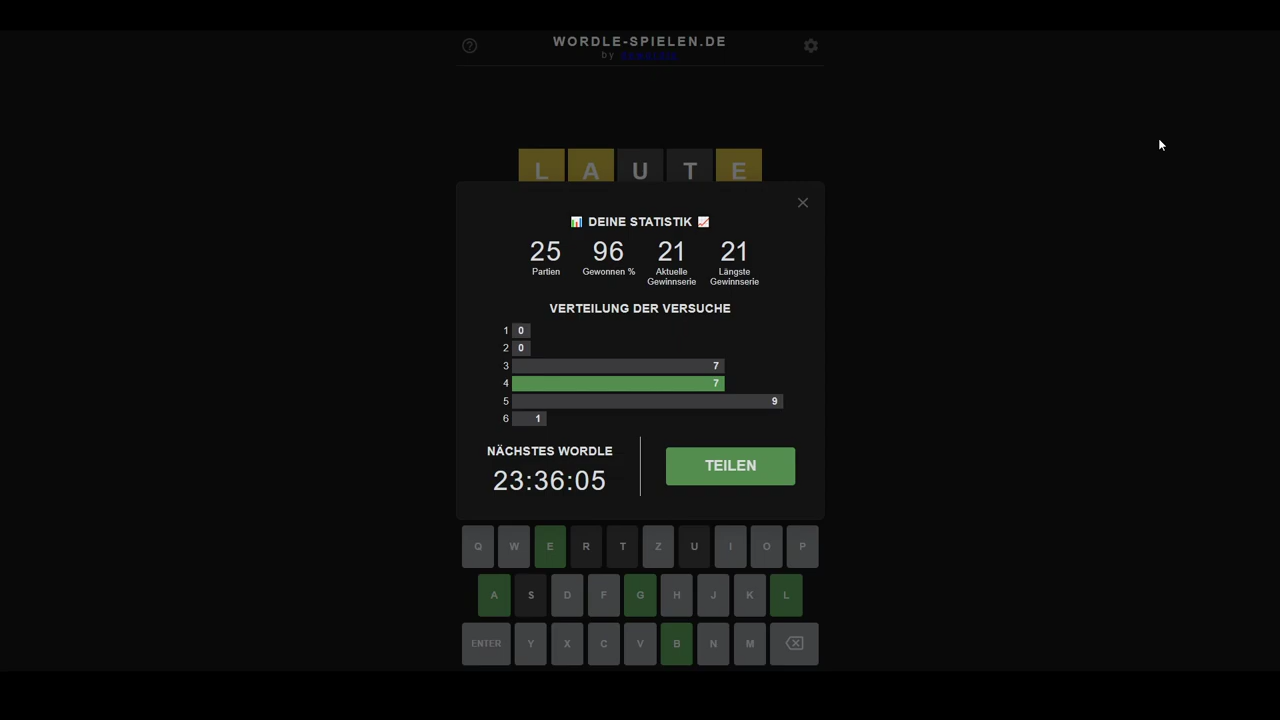 WORDLE-SPIELEN.DE
by
L A U T E
DEINE STATISTIK
25 96 21 21
Partien Gewonnen % Aktuelle Gewinnserie Längste Gewinnserie
VERTEILUNG DER VERSUCHE
1 0
2 0
3 7
4 7
5 9
6 1
NÄCHSTES WORDLE
23:36:05
TEILEN
Q W E R T Z U I O P
A S D F G H J K L
ENTER Y X C V B N M